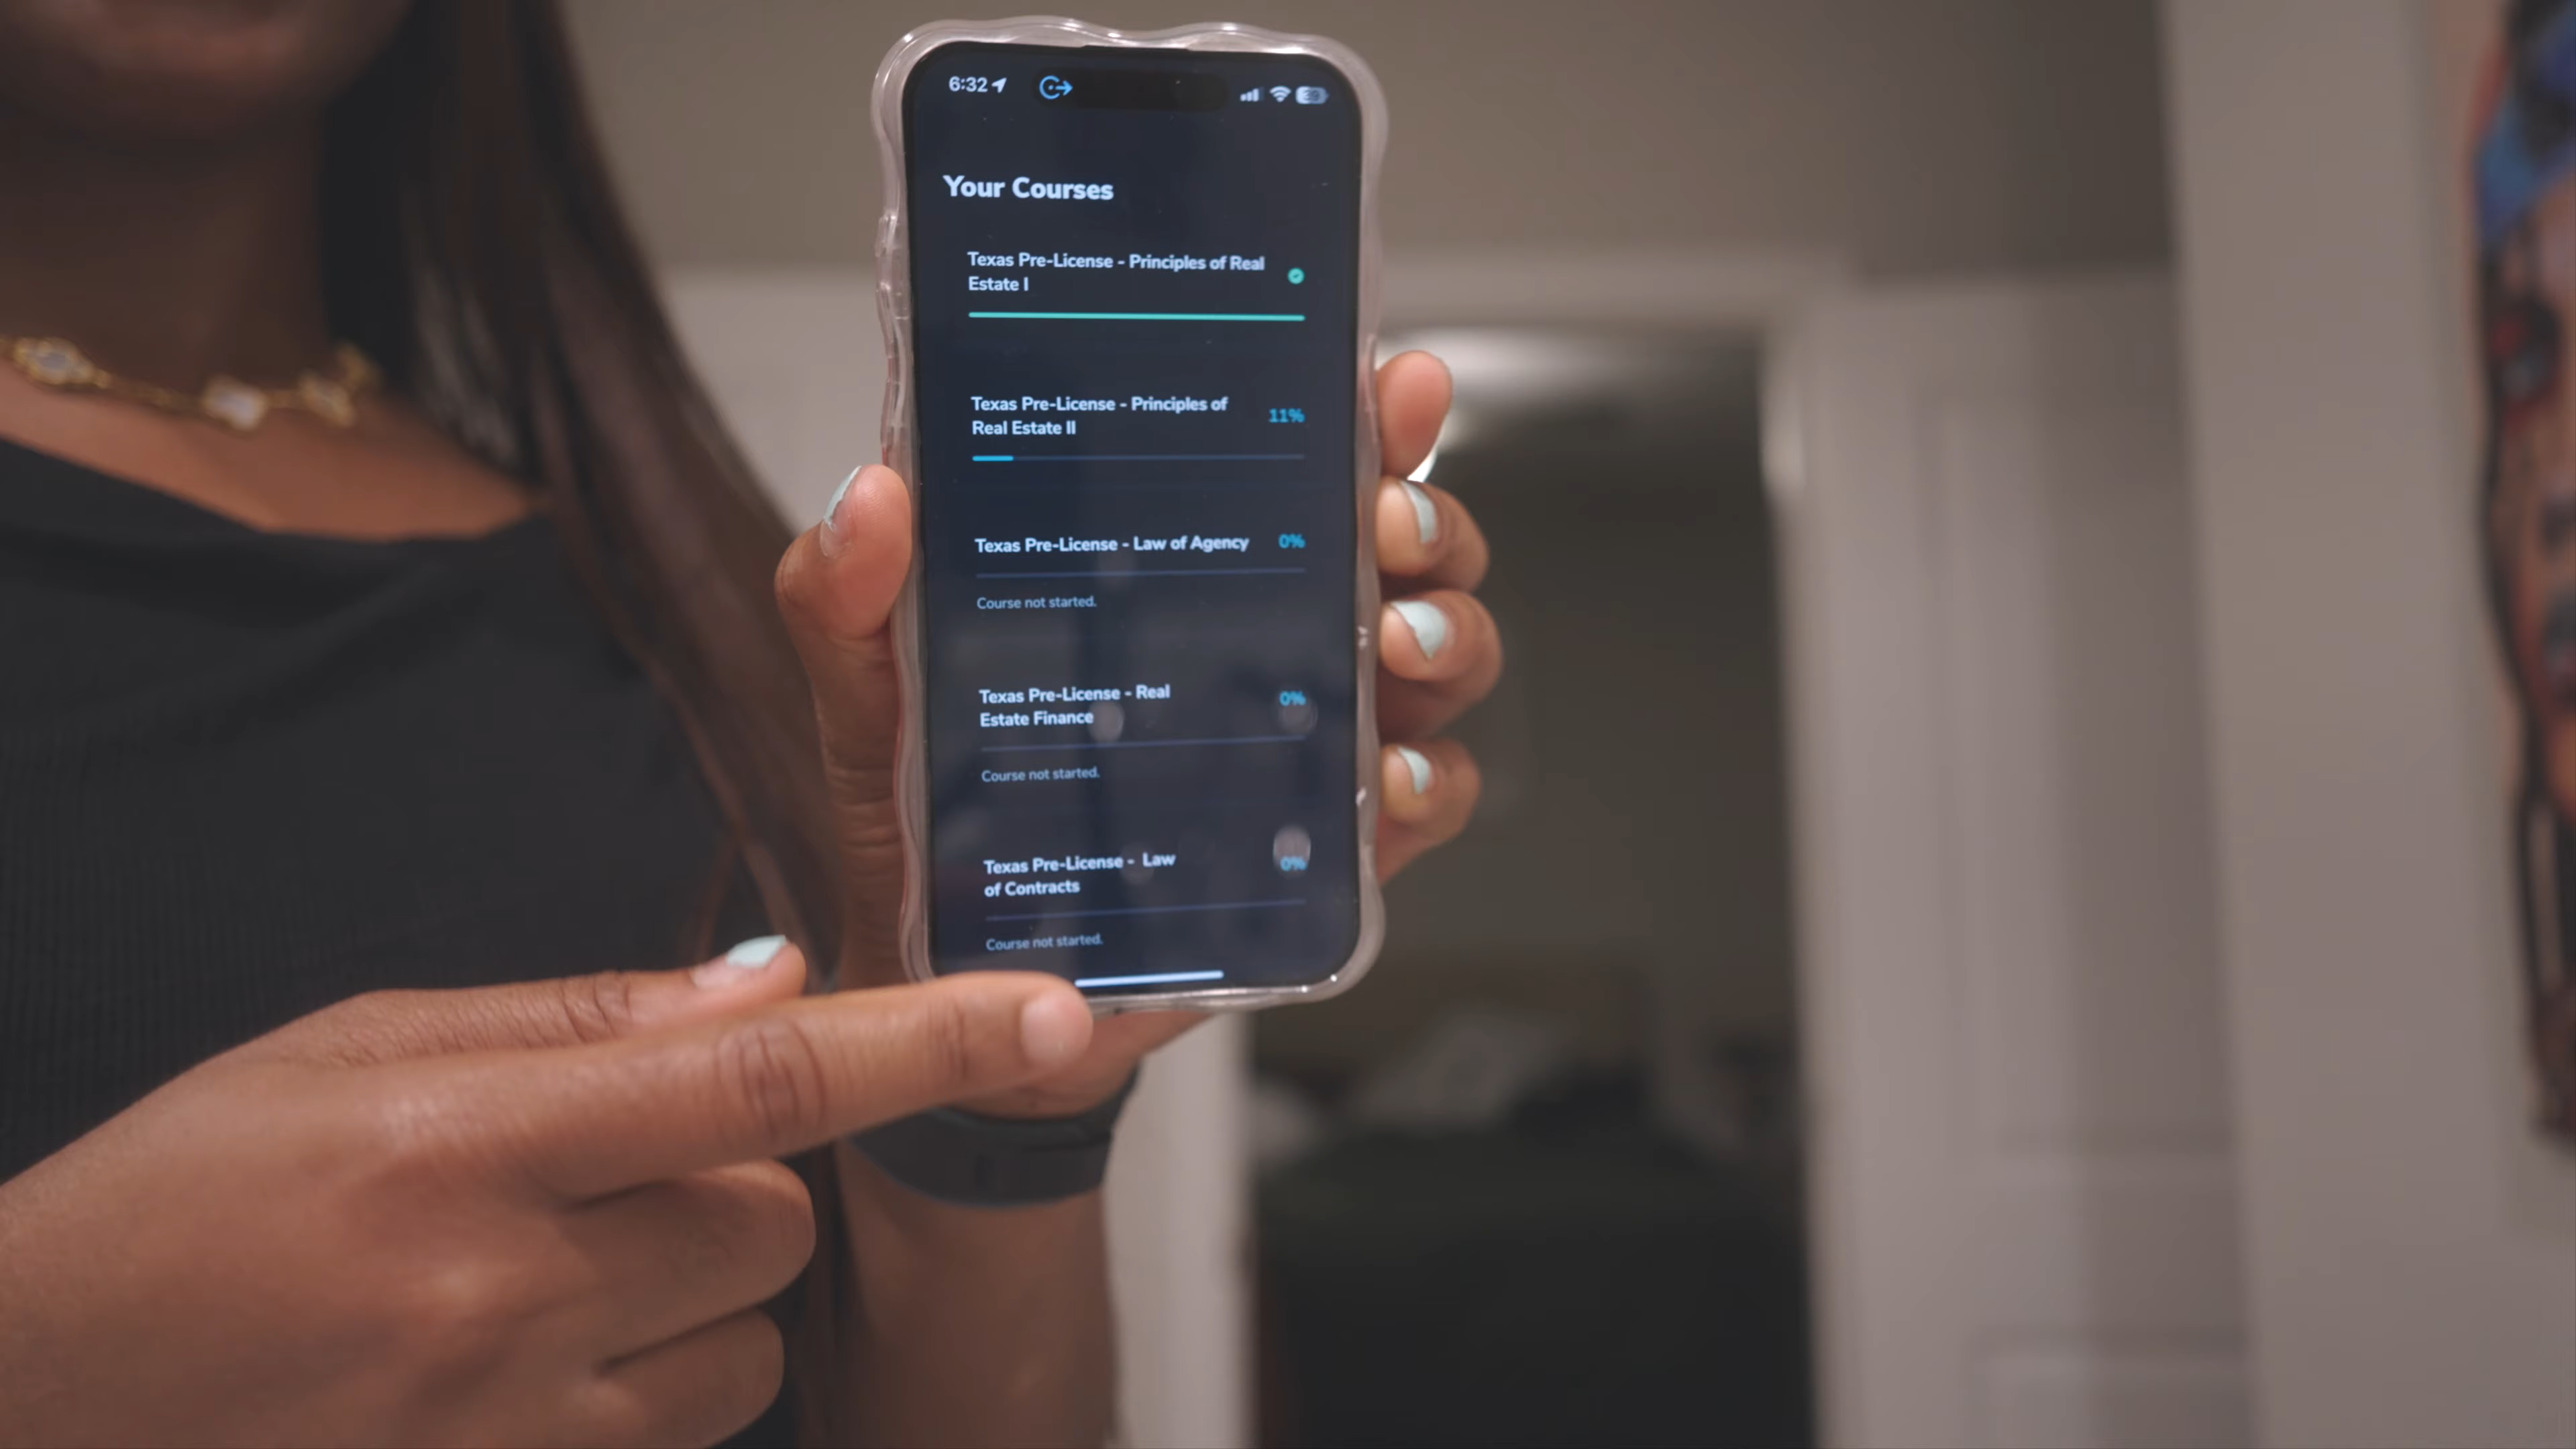 6:32
Your Courses
Texas Pre-License - Principles of Real
Estate I
Texas Pre-License - Principles of
Real Estate II
11%
Texas Pre-License - Law of Agency
0%
Course not started.
Texas Pre-License - Real
Estate Finance
0%
Course not started.
Texas Pre-License - Law
of Contracts
0%
Course not started.